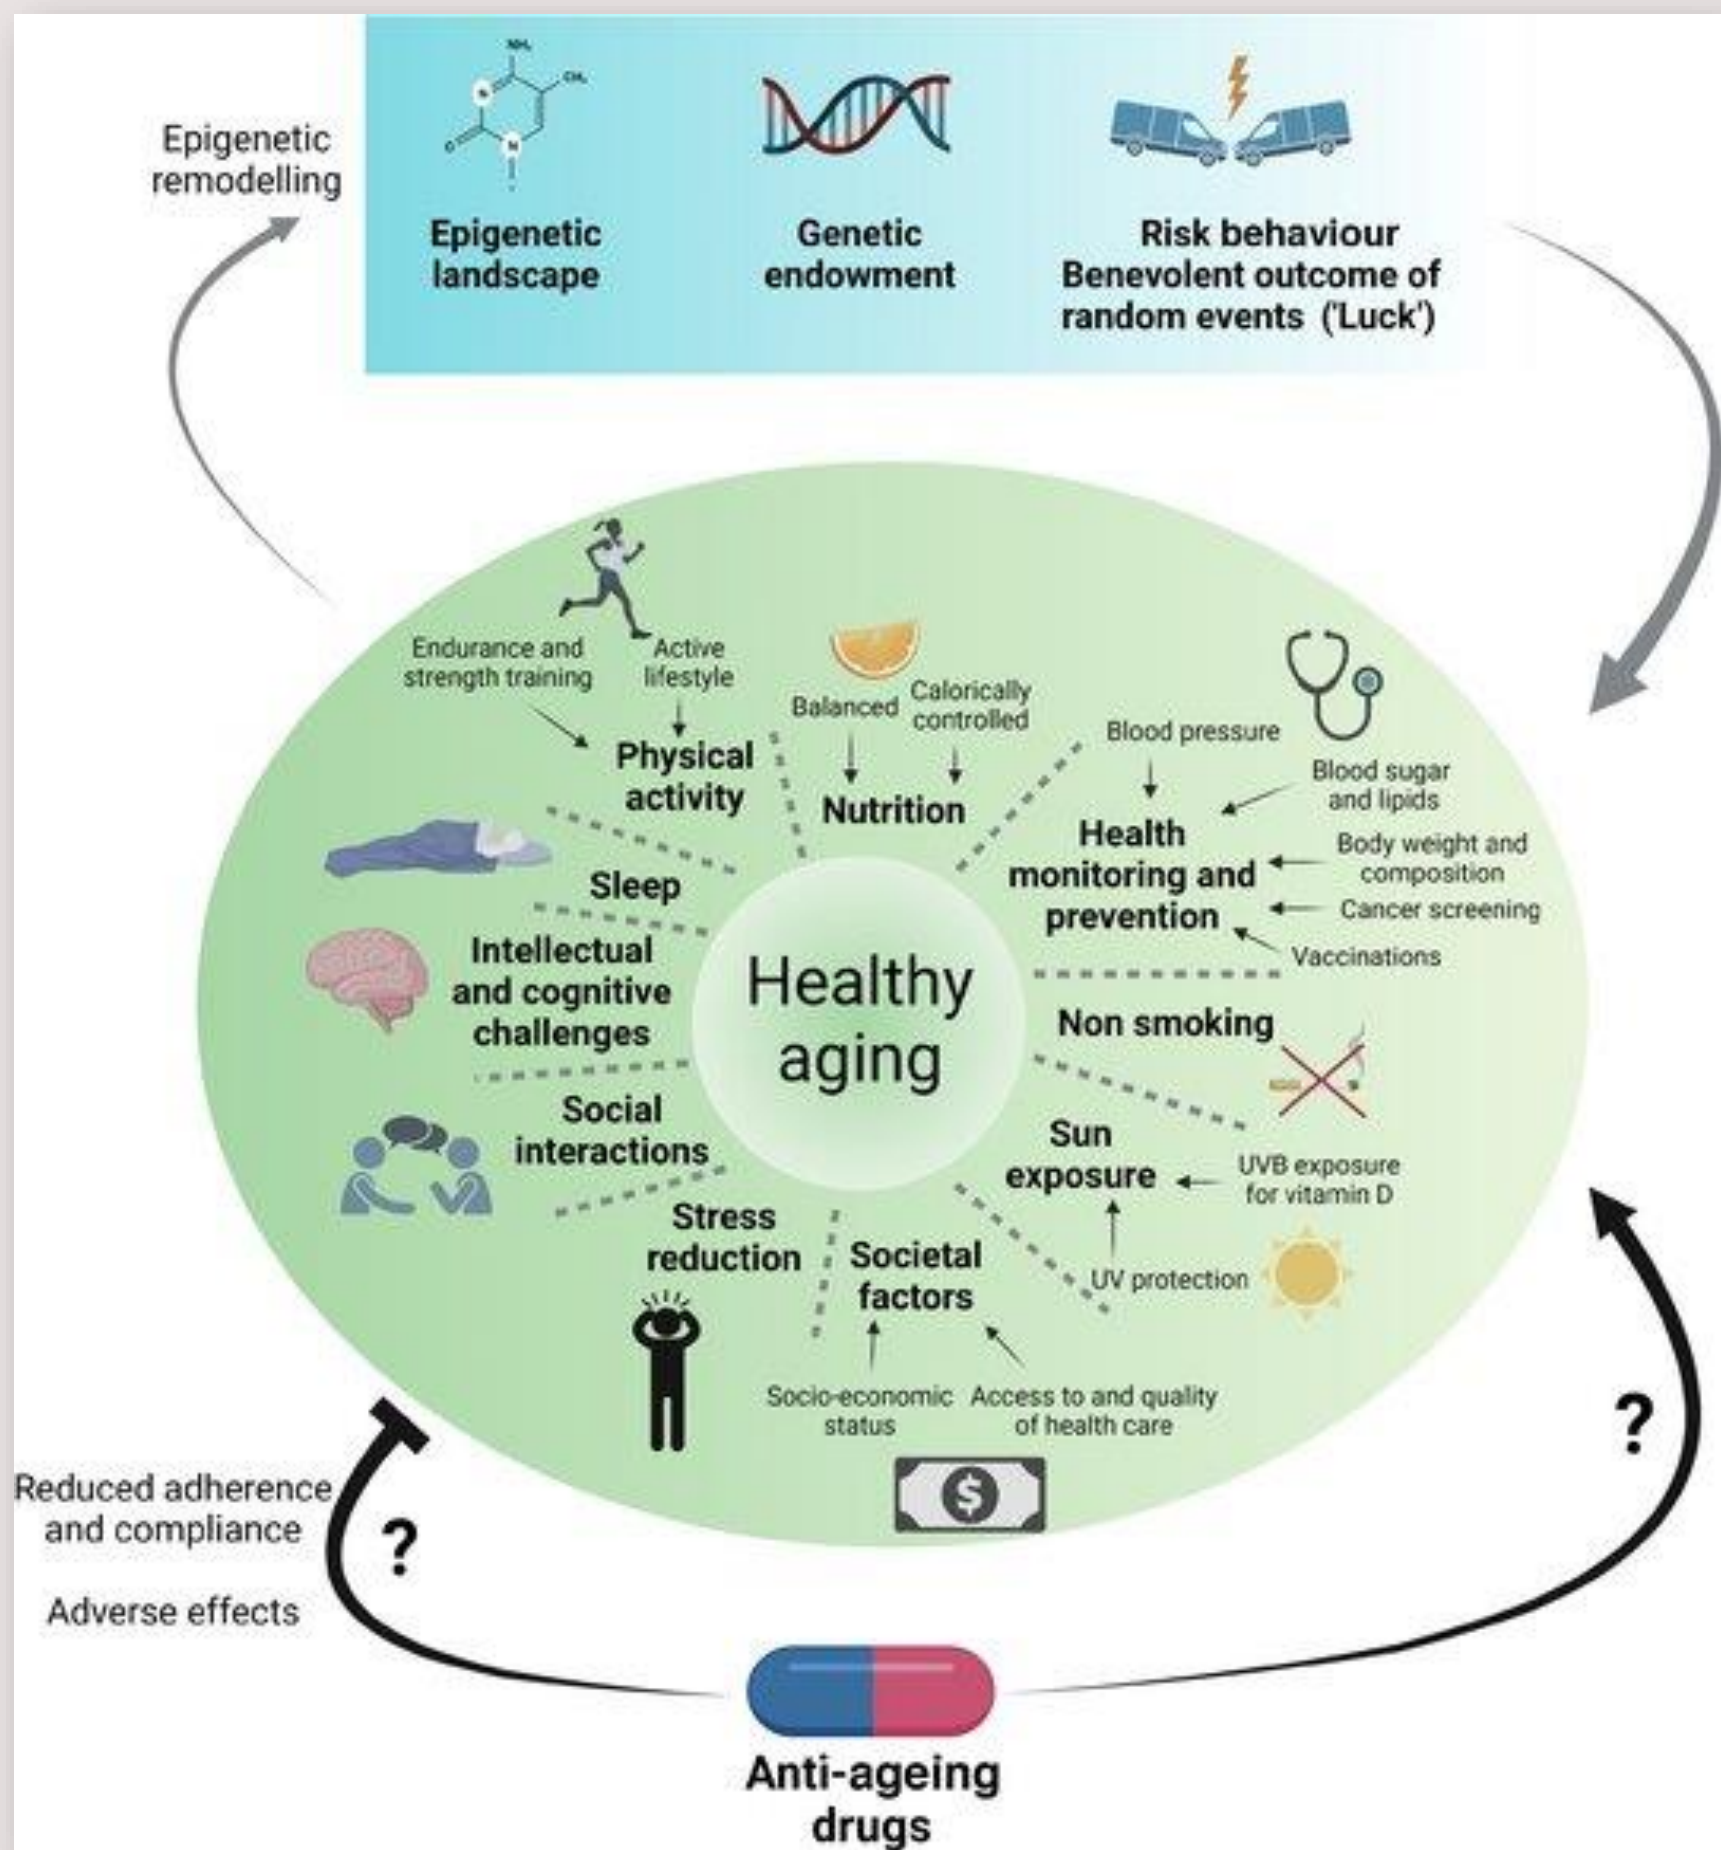 NH₂
CH₃
N
O
N
Epigenetic
remodelling
Epigenetic
landscape
Genetic
endowment
Risk behaviour
Benevolent outcome of
random events ('Luck')
Endurance and
strength training
Active
lifestyle
Physical
activity
Balanced
Calorically
controlled
Nutrition
Blood pressure
Blood sugar
and lipids
Body weight and
composition
Cancer screening
Vaccinations
Health
monitoring and
prevention
Sleep
Intellectual
and cognitive
challenges
Healthy
aging
Non smoking
Social
interactions
Sun
exposure
UVB exposure
for vitamin D
UV protection
Stress
reduction
Societal
factors
Socio-economic
status
Access to and quality
of health care
$
Reduced adherence
and compliance
?
Adverse effects
?
Anti-ageing
drugs